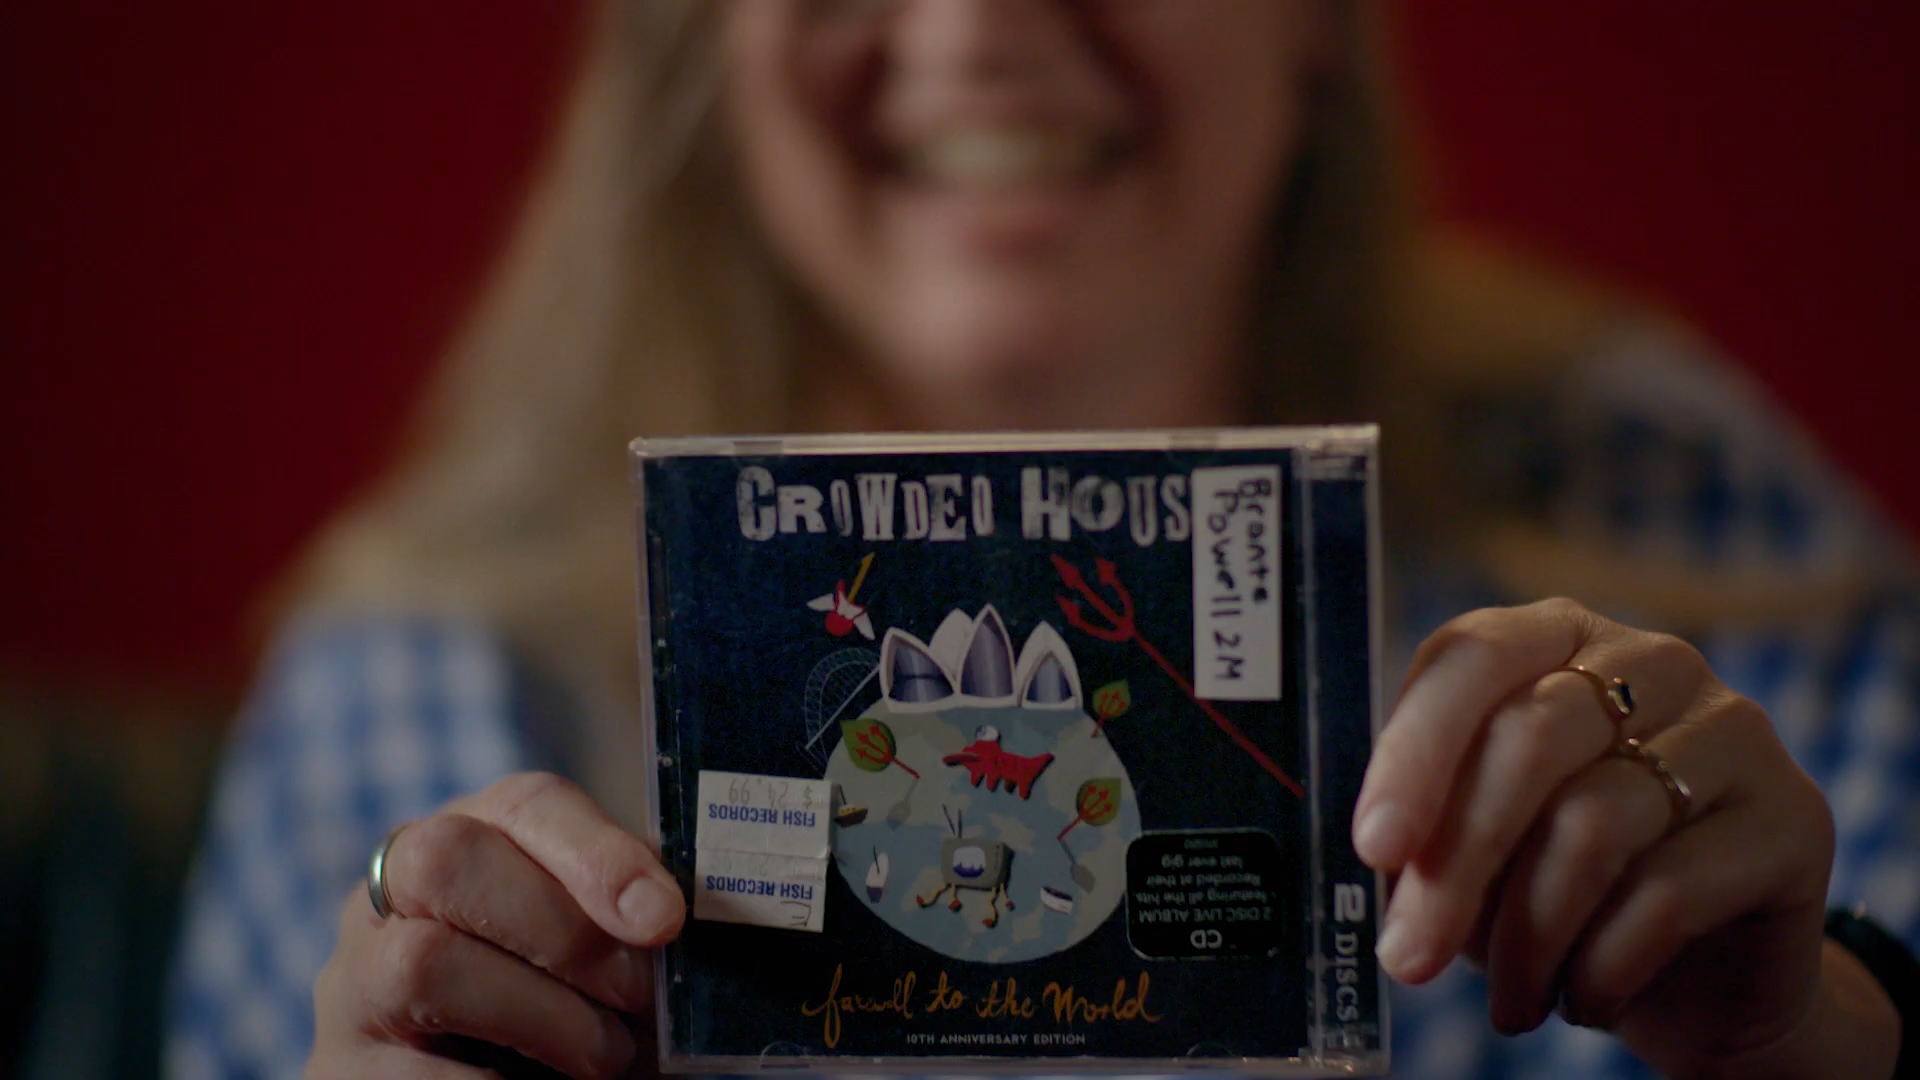 CROWDED HOUS
Bronte
Powell 2M
$ 24.99
FISH RECORDS
FISH RECORDS
CD
2 DISC LIVE ALBUM
featuring all the hits.
Recorded at their
last ever gig
2 DISCS
farewell to the World
10TH ANNIVERSARY EDITION